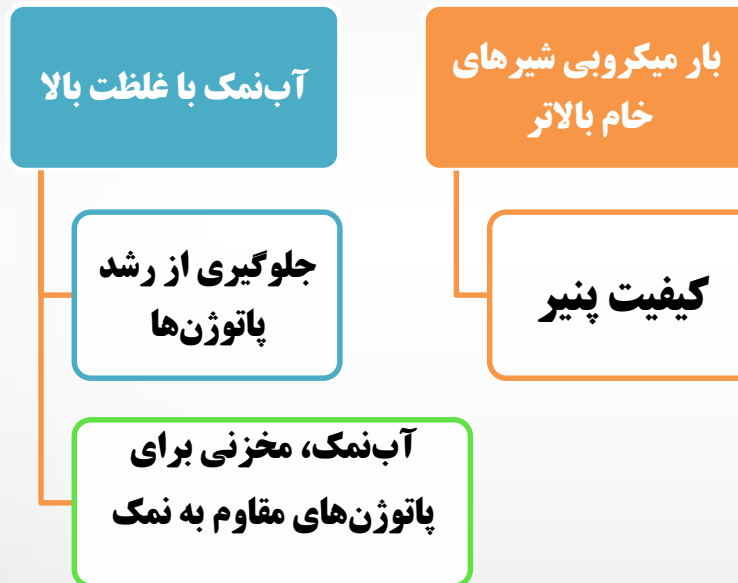 بار میکروبی شیرهای
خام بالاتر
کیفیت پنیر
آب‌نمک با غلظت بالا
جلوگیری از رشد
پاتوژن‌ها
آب‌نمک، مخزنی برای
پاتوژن‌های مقاوم به نمک